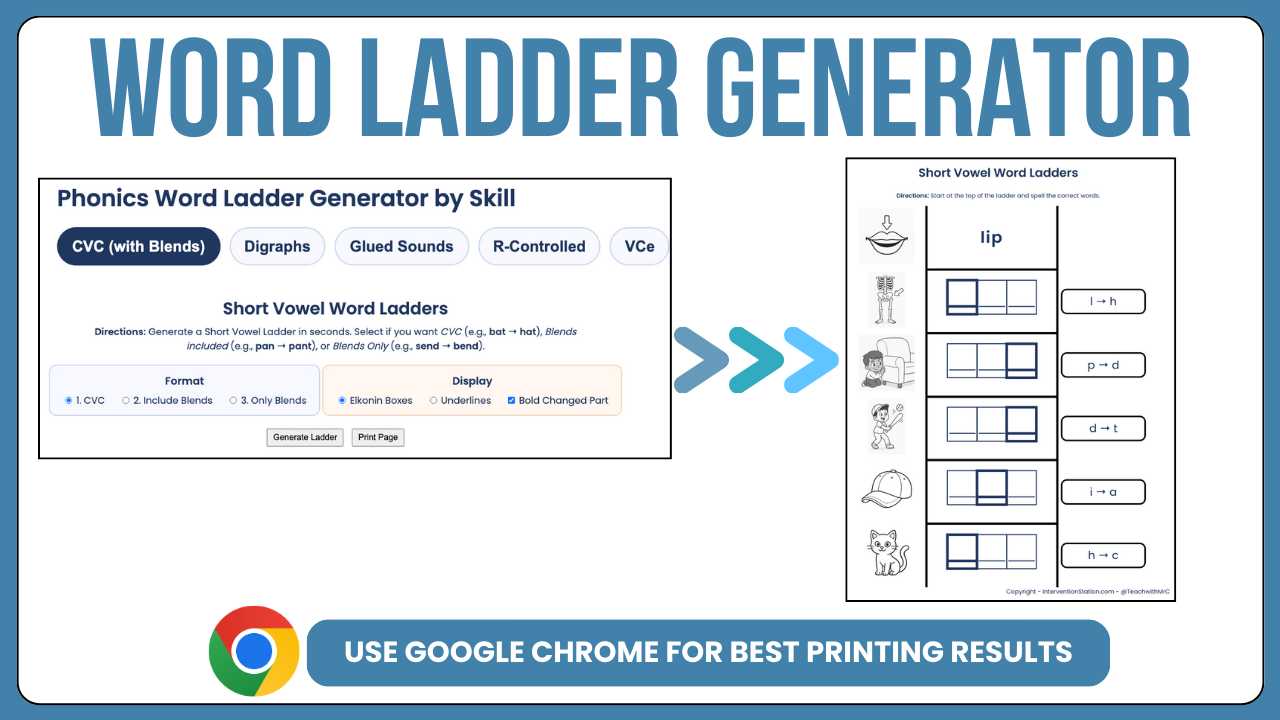 WORD LADDER GENERATOR
Phonics Word Ladder Generator by Skill
CVC (with Blends)
Digraphs
Glued Sounds
R-Controlled
VCe
Short Vowel Word Ladders
Directions: Generate a Short Vowel Ladder in seconds. Select if you want CVC (e.g., bat → hat), Blends
included (e.g., pan → pant), or Blends Only (e.g., send → bend).
Format
1. CVC
2. Include Blends
3. Only Blends
Display
Elkonin Boxes
Underlines
Bold Changed Part
Generate Ladder
Print Page
Short Vowel Word Ladders
Directions: Start at the top of the ladder and spell the correct words.
lip
l → h
p → d
d → t
i → a
h → c
Copyright - InterventionStation.com - @TeachwithMrC
USE GOOGLE CHROME FOR BEST PRINTING RESULTS